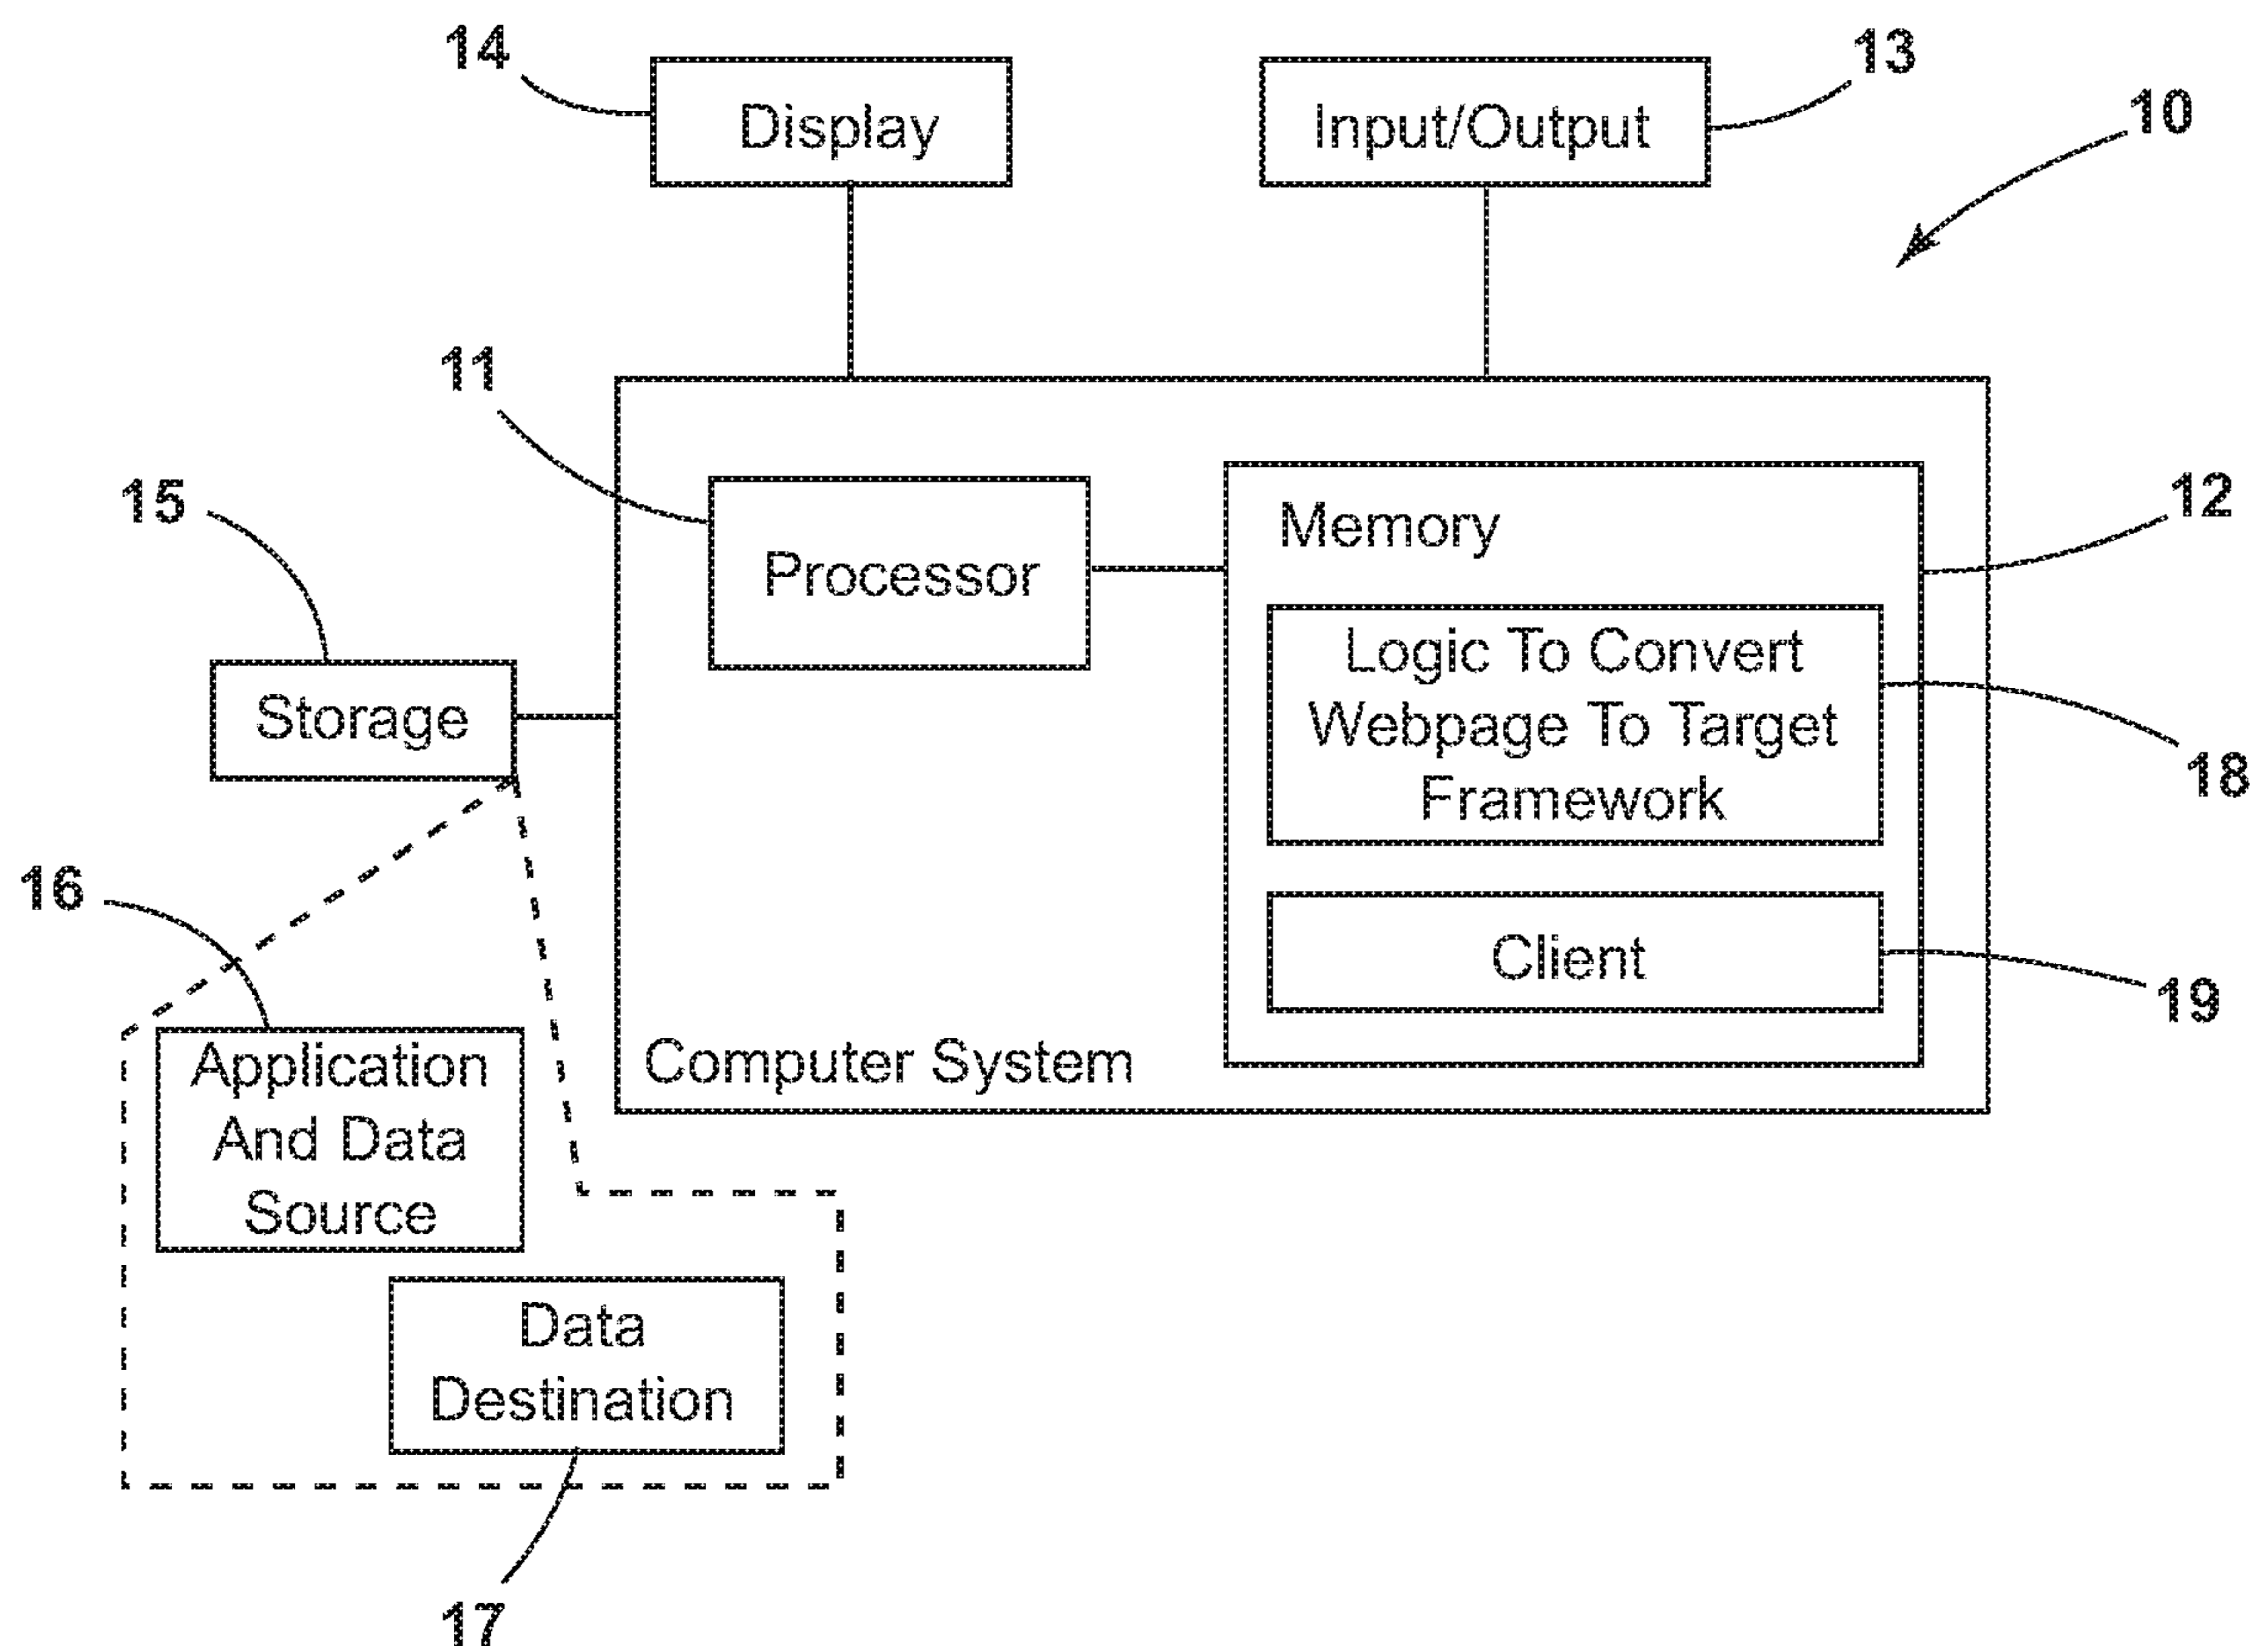 14
Display
Input/Output
13
10
11
Processor
Memory
12
15
Storage
Logic To Convert
Webpage To Target
Framework
18
16
Client
19
Computer System
Application
And Data
Source
Data
Destination
17